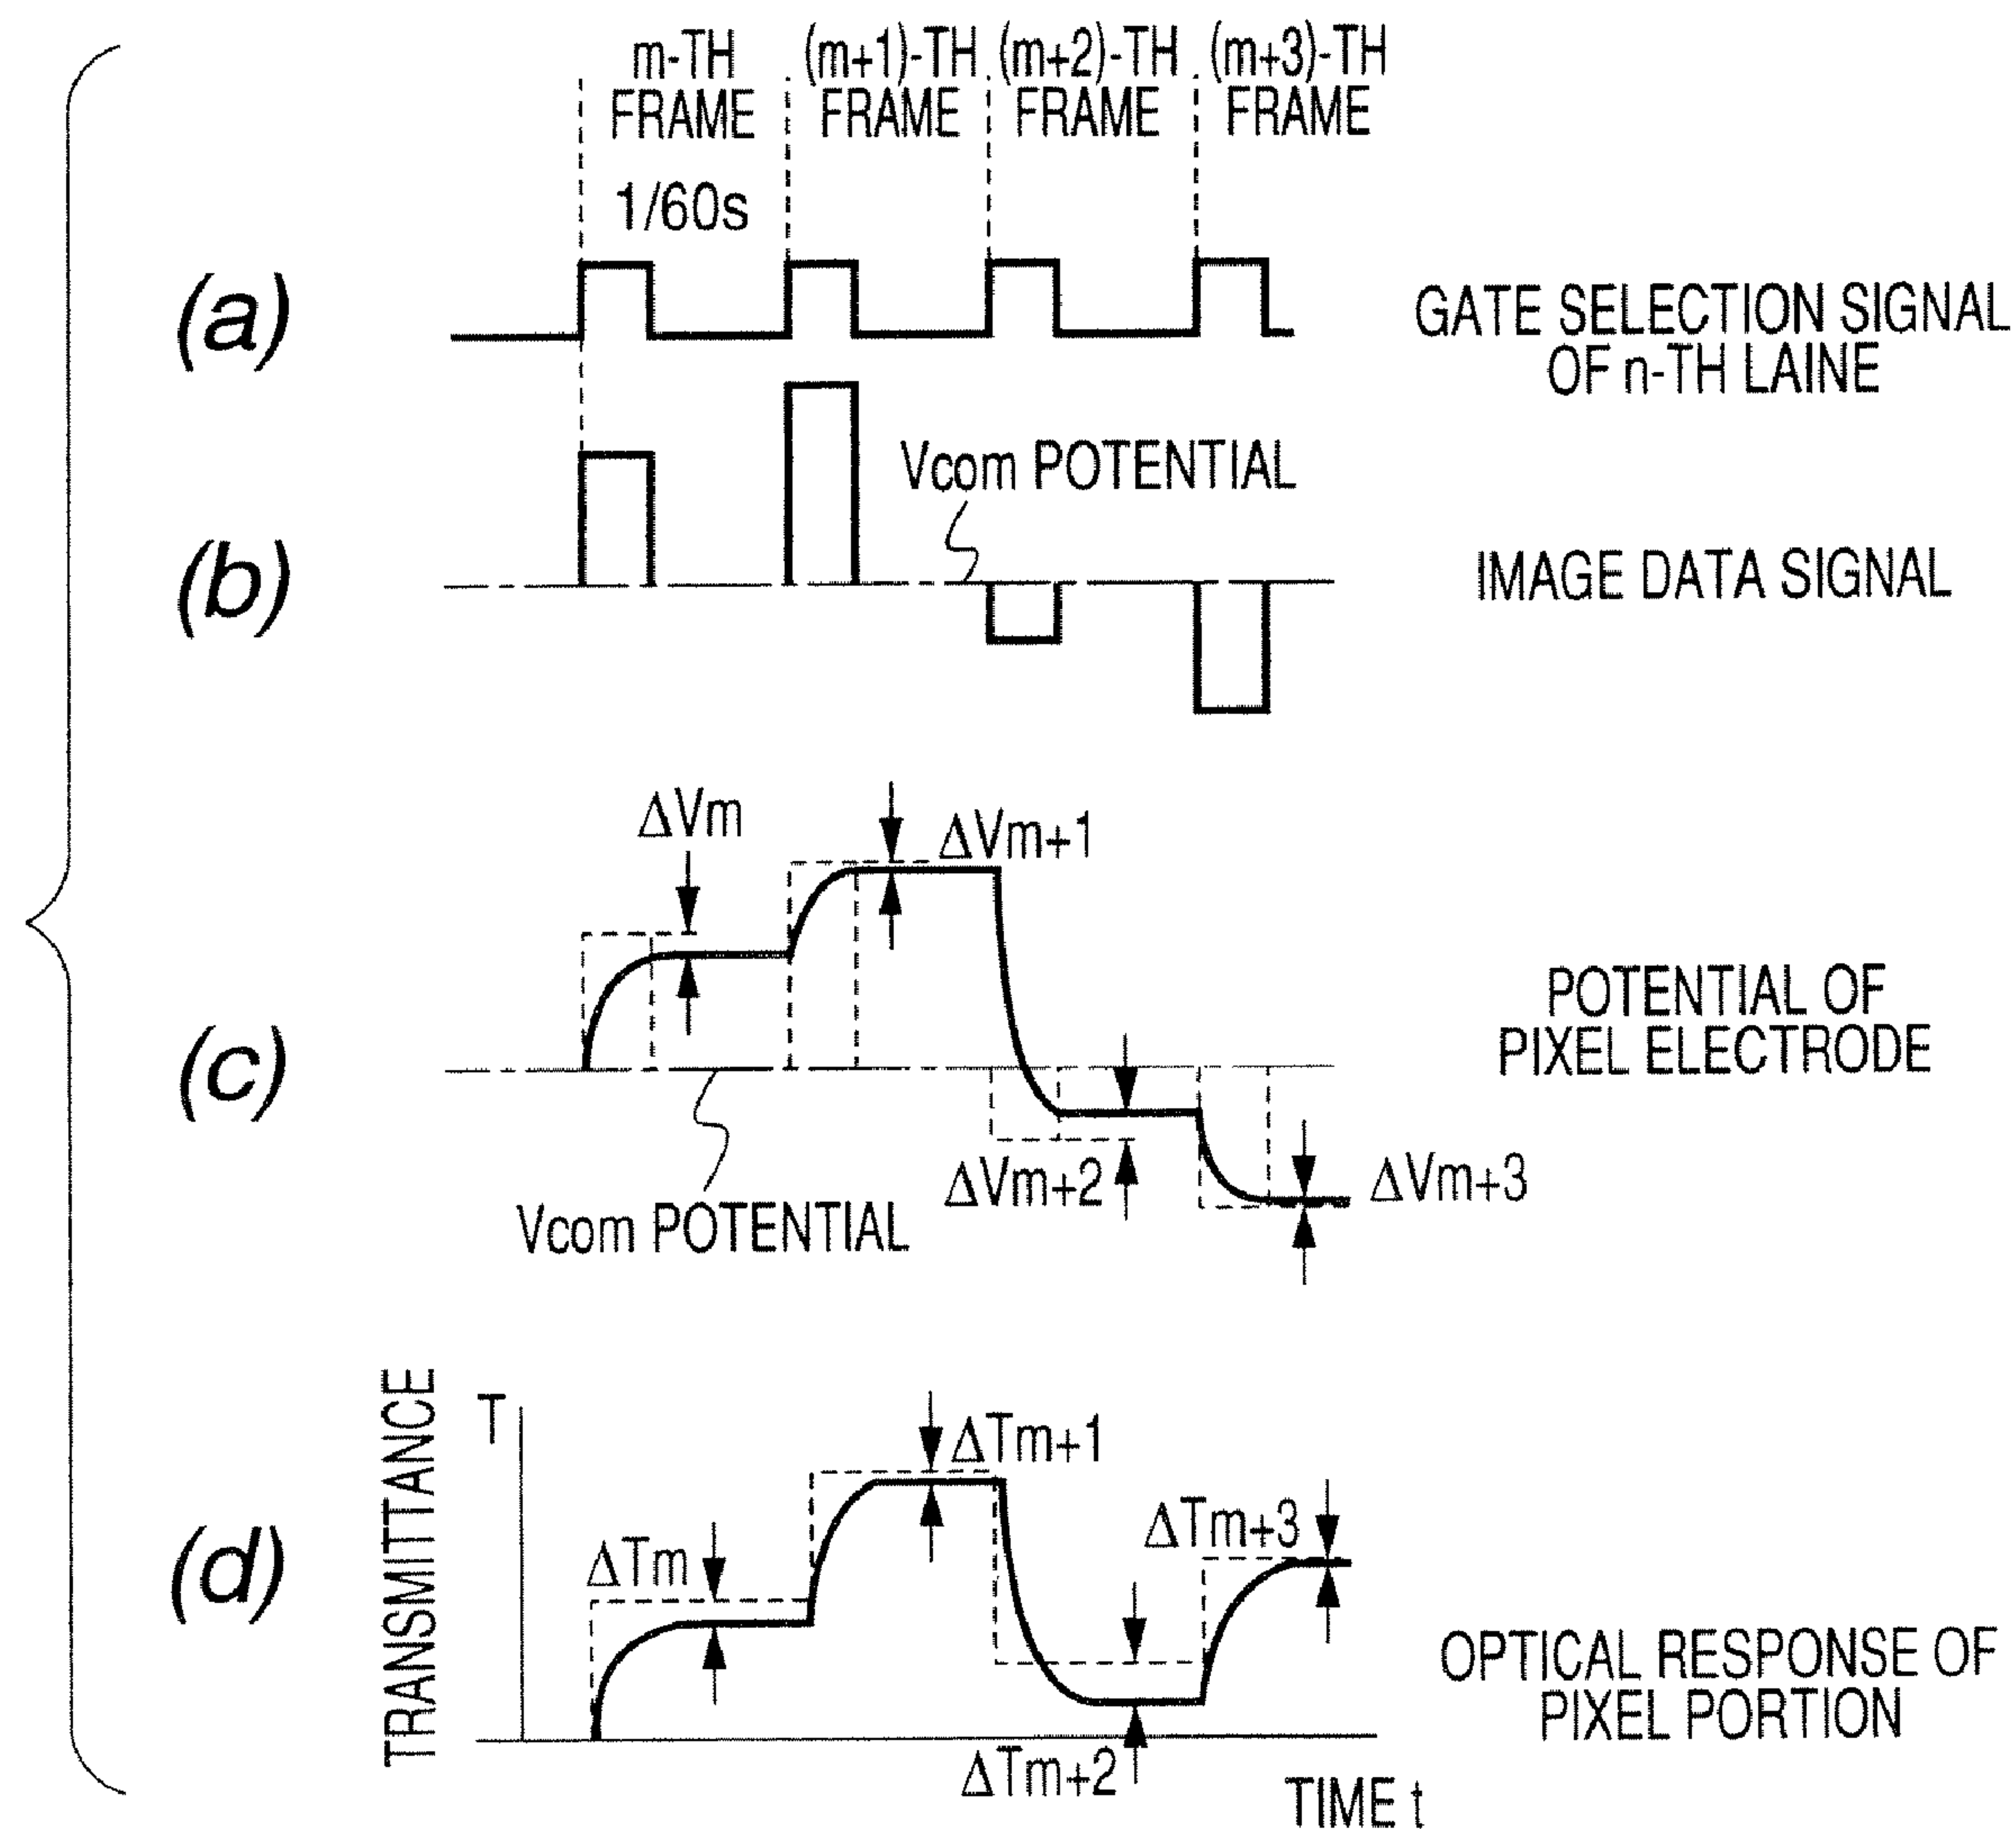 m-TH FRAME
(m+1)-TH FRAME
(m+2)-TH FRAME
(m+3)-TH FRAME
1/60s
(a)
GATE SELECTION SIGNAL
OF n-TH LAINE
Vcom POTENTIAL
(b)
IMAGE DATA SIGNAL
ΔVm
ΔVm+1
(c)
POTENTIAL OF
PIXEL ELECTRODE
ΔVm+2
ΔVm+3
Vcom POTENTIAL
TRANSMITTANCE
T
ΔTm+1
ΔTm+3
ΔTm
(d)
OPTICAL RESPONSE OF
PIXEL PORTION
ΔTm+2
TIME t